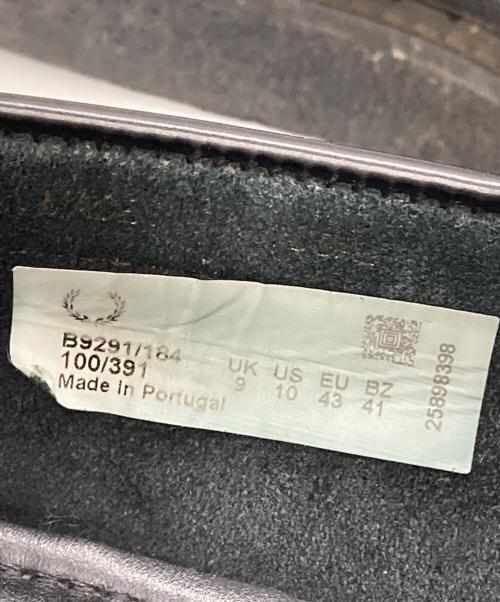 B9291/184
100/391
Made in Portugal
UK US EU BZ
9 10 43 41
25898398